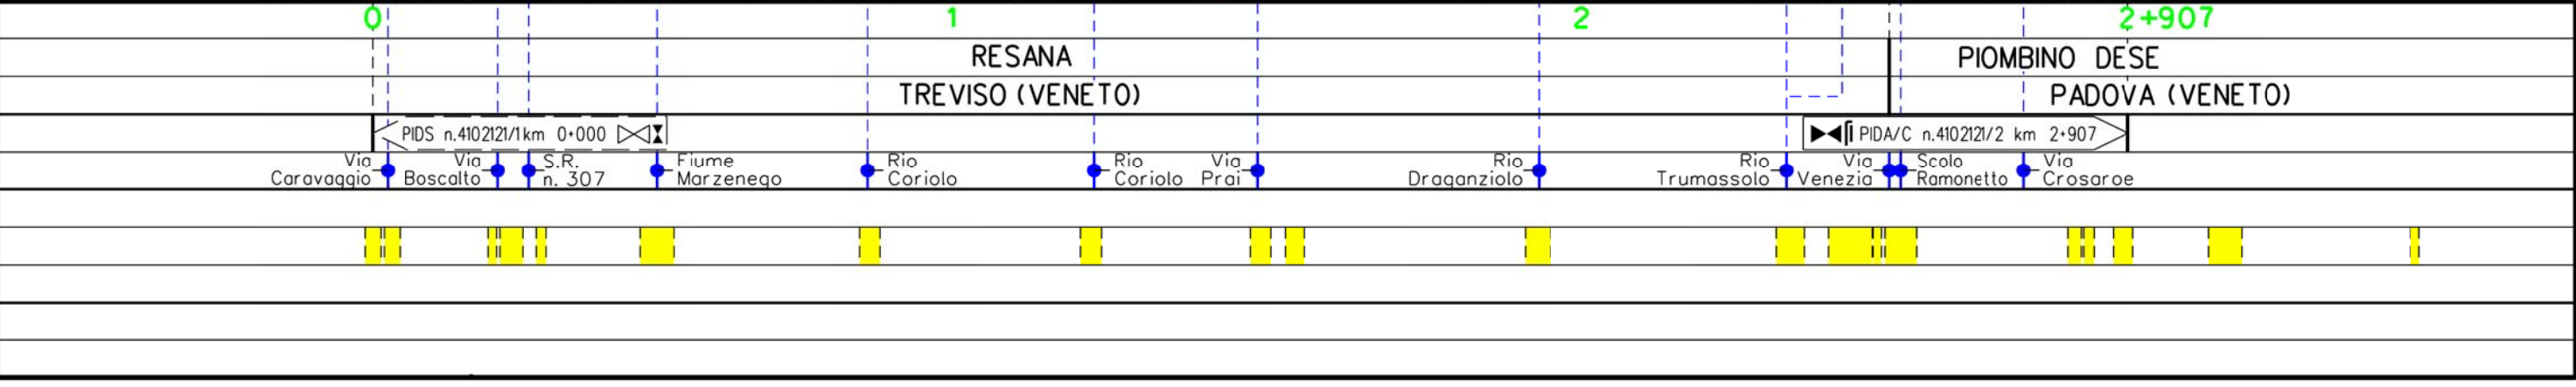 0 1 2 2+907
RESANA PIOMBINO DESE
TREVISO (VENETO) PADOVA (VENETO)
PIDS n.4102121/1 km 0+000 PIDA/C n.4102121/2 km 2+907
Via Via S.R. Fiume Rio Rio Via Rio Rio Via Scolo Via
Caravaggio Boscalto n. 307 Marzenego Coriolo Coriolo Prai Draganziolo Trumassolo Venezia Ramonetto Crosaroe